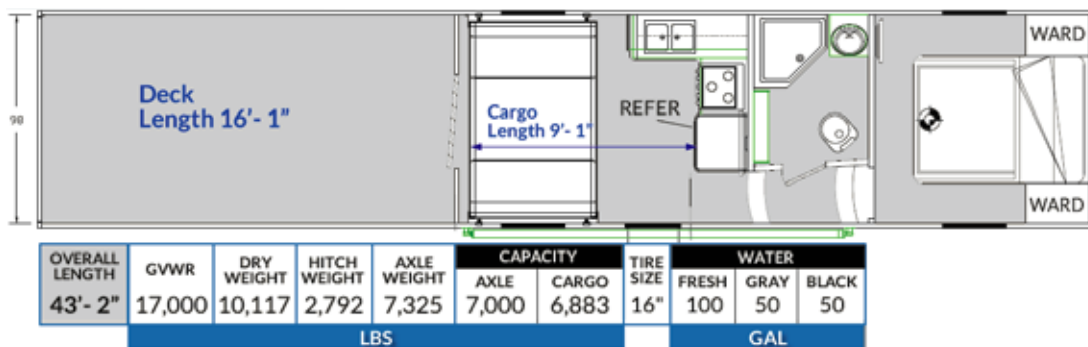 WARD
Deck
Length 16'- 1"
98
Cargo
Length 9'- 1"
REFER
WARD
OVERALL LENGTH
GVWR
DRY WEIGHT
HITCH WEIGHT
AXLE WEIGHT
CAPACITY
AXLE
CARGO
TIRE SIZE
WATER
FRESH
GRAY
BLACK
43'- 2"
17,000
10,117
2,792
7,325
7,000
6,883
16"
100
50
50
LBS
GAL